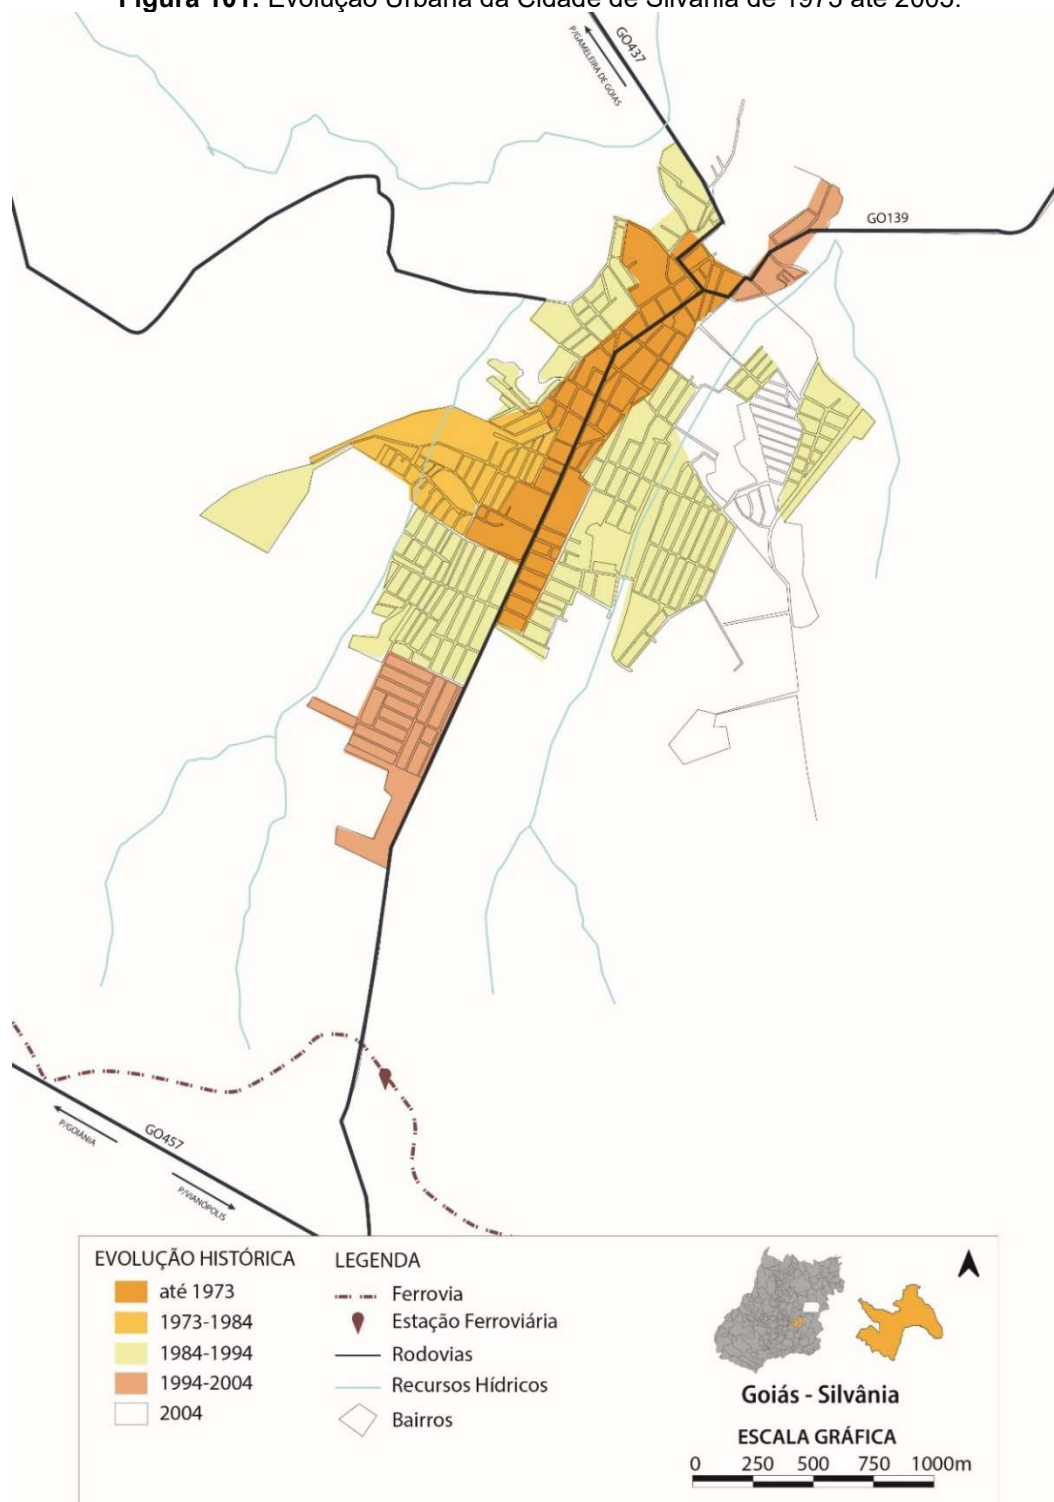 Figura 101: Evolução Urbana da Cidade de Silvânia de 1973 até 2005.
GO437
P/GAMELEIRA DE GOIÁS
GO139
GO457
P/GOIÂNIA
P/VIANÓPOLIS
EVOLUÇÃO HISTÓRICA
até 1973
1973-1984
1984-1994
1994-2004
2004
LEGENDA
Ferrovia
Estação Ferroviária
Rodovias
Recursos Hídricos
Bairros
Goiás - Silvânia
ESCALA GRÁFICA
0 250 500 750 1000m